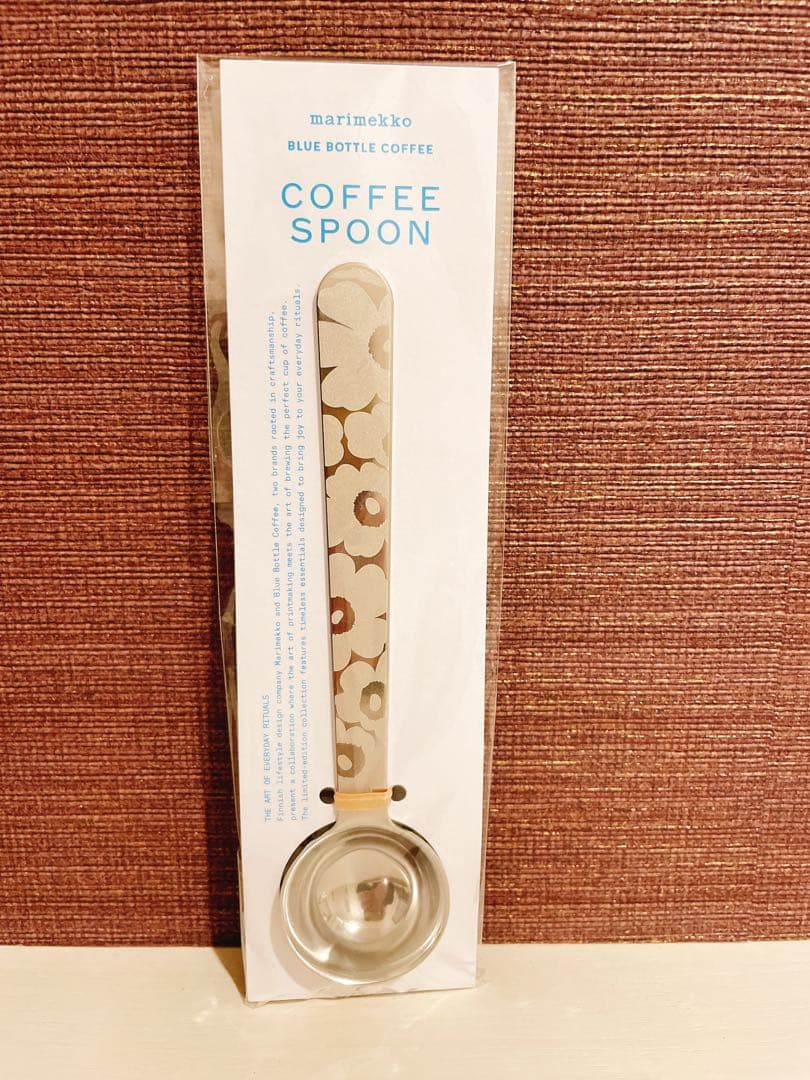 marimekko
BLUE BOTTLE COFFEE
COFFEE
SPOON
THE ART OF EVERYDAY RITUALS
Finnish lifestyle design company Marimekko and Blue Bottle Coffee, two brands rooted in craftsmanship,
present a collaboration where the art of printmaking meets the art of brewing the perfect cup of coffee.
The limited-edition collection features timeless essentials designed to bring joy to your everyday rituals.